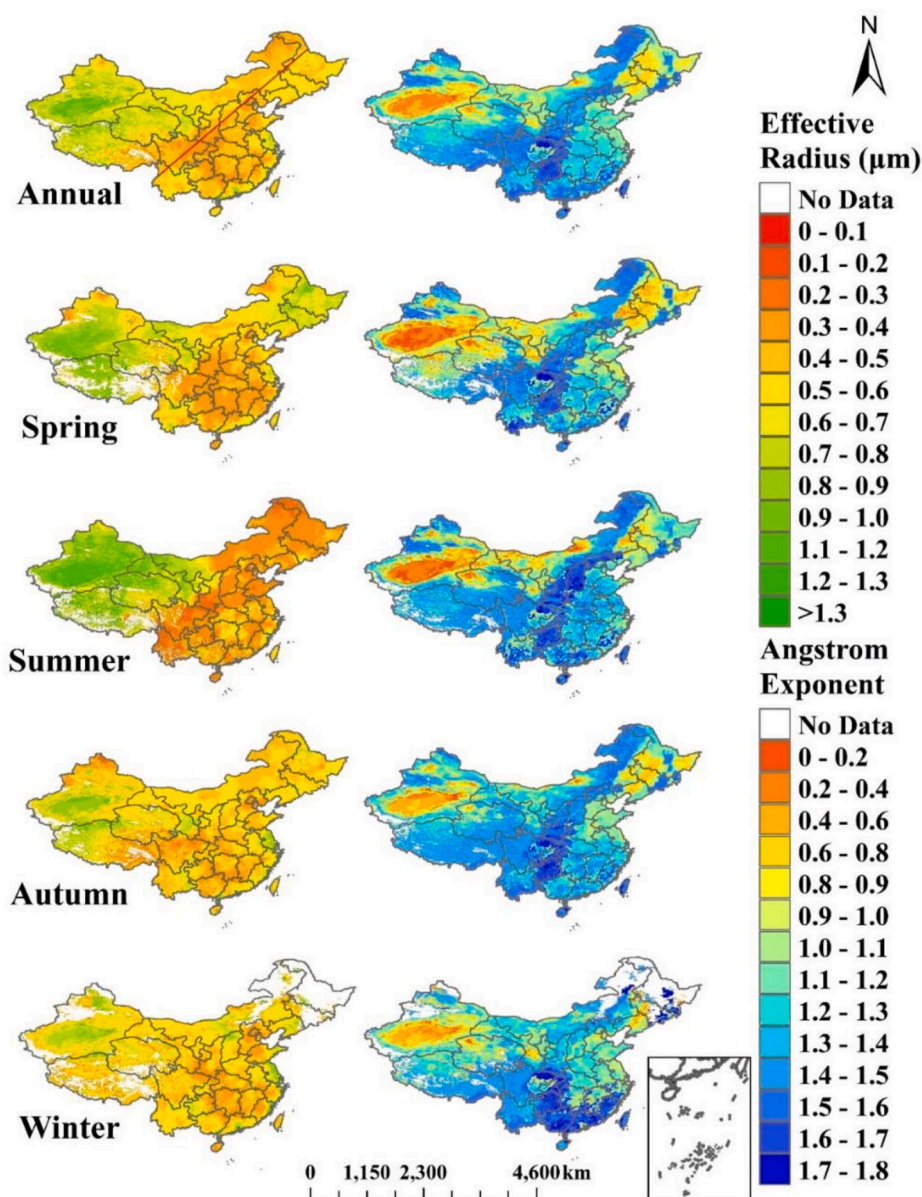 N
Annual
Spring
Summer
Autumn
Winter
Effective
Radius (μm)
No Data
0 - 0.1
0.1 - 0.2
0.2 - 0.3
0.3 - 0.4
0.4 - 0.5
0.5 - 0.6
0.6 - 0.7
0.7 - 0.8
0.8 - 0.9
0.9 - 1.0
1.1 - 1.2
1.2 - 1.3
>1.3
Angstrom
Exponent
No Data
0 - 0.2
0.2 - 0.4
0.4 - 0.6
0.6 - 0.8
0.8 - 0.9
0.9 - 1.0
1.0 - 1.1
1.1 - 1.2
1.2 - 1.3
1.3 - 1.4
1.4 - 1.5
1.5 - 1.6
1.6 - 1.7
1.7 - 1.8
0 1,150 2,300 4,600 km